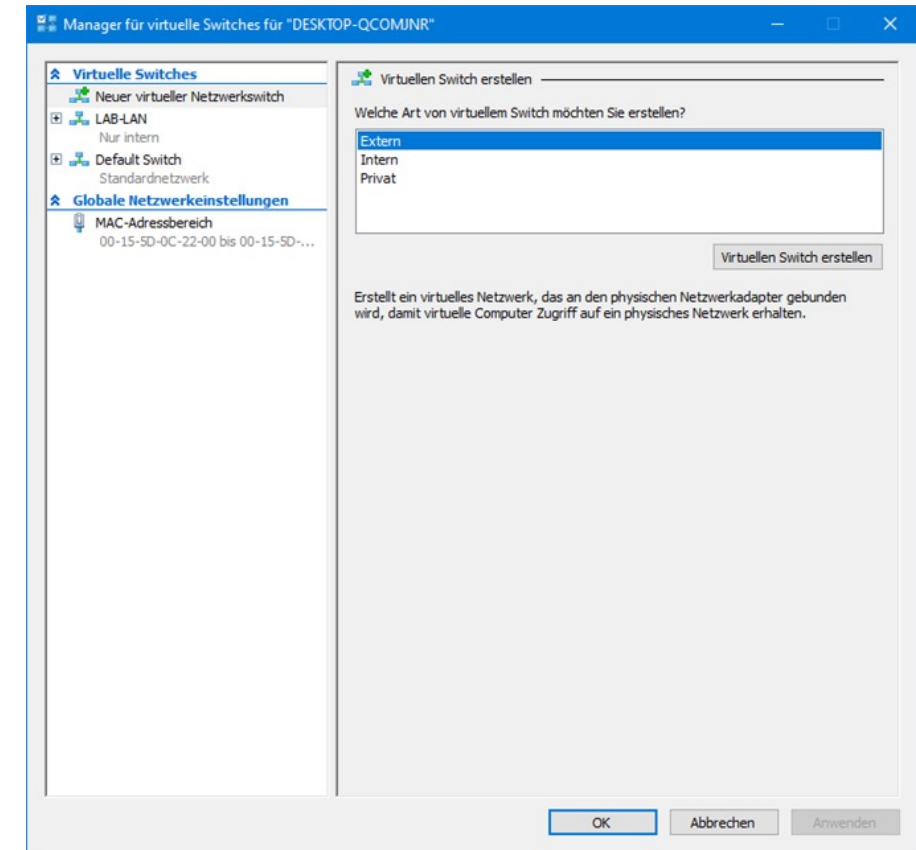 Manager für virtuelle Switches für "DESKTOP-QCOMJNR"
Virtuelle Switches
Neuer virtueller Netzwerkswitch
LAB-LAN
Nur intern
Default Switch
Standardnetzwerk
Globale Netzwerkeinstellungen
MAC-Adressbereich
00-15-5D-0C-22-00 bis 00-15-5D-...
Virtuellen Switch erstellen
Welche Art von virtuellem Switch möchten Sie erstellen?
Extern
Intern
Privat
Virtuellen Switch erstellen
Erstellt ein virtuelles Netzwerk, das an den physischen Netzwerkadapter gebunden
wird, damit virtuelle Computer Zugriff auf ein physisches Netzwerk erhalten.
OK
Abbrechen
Anwenden